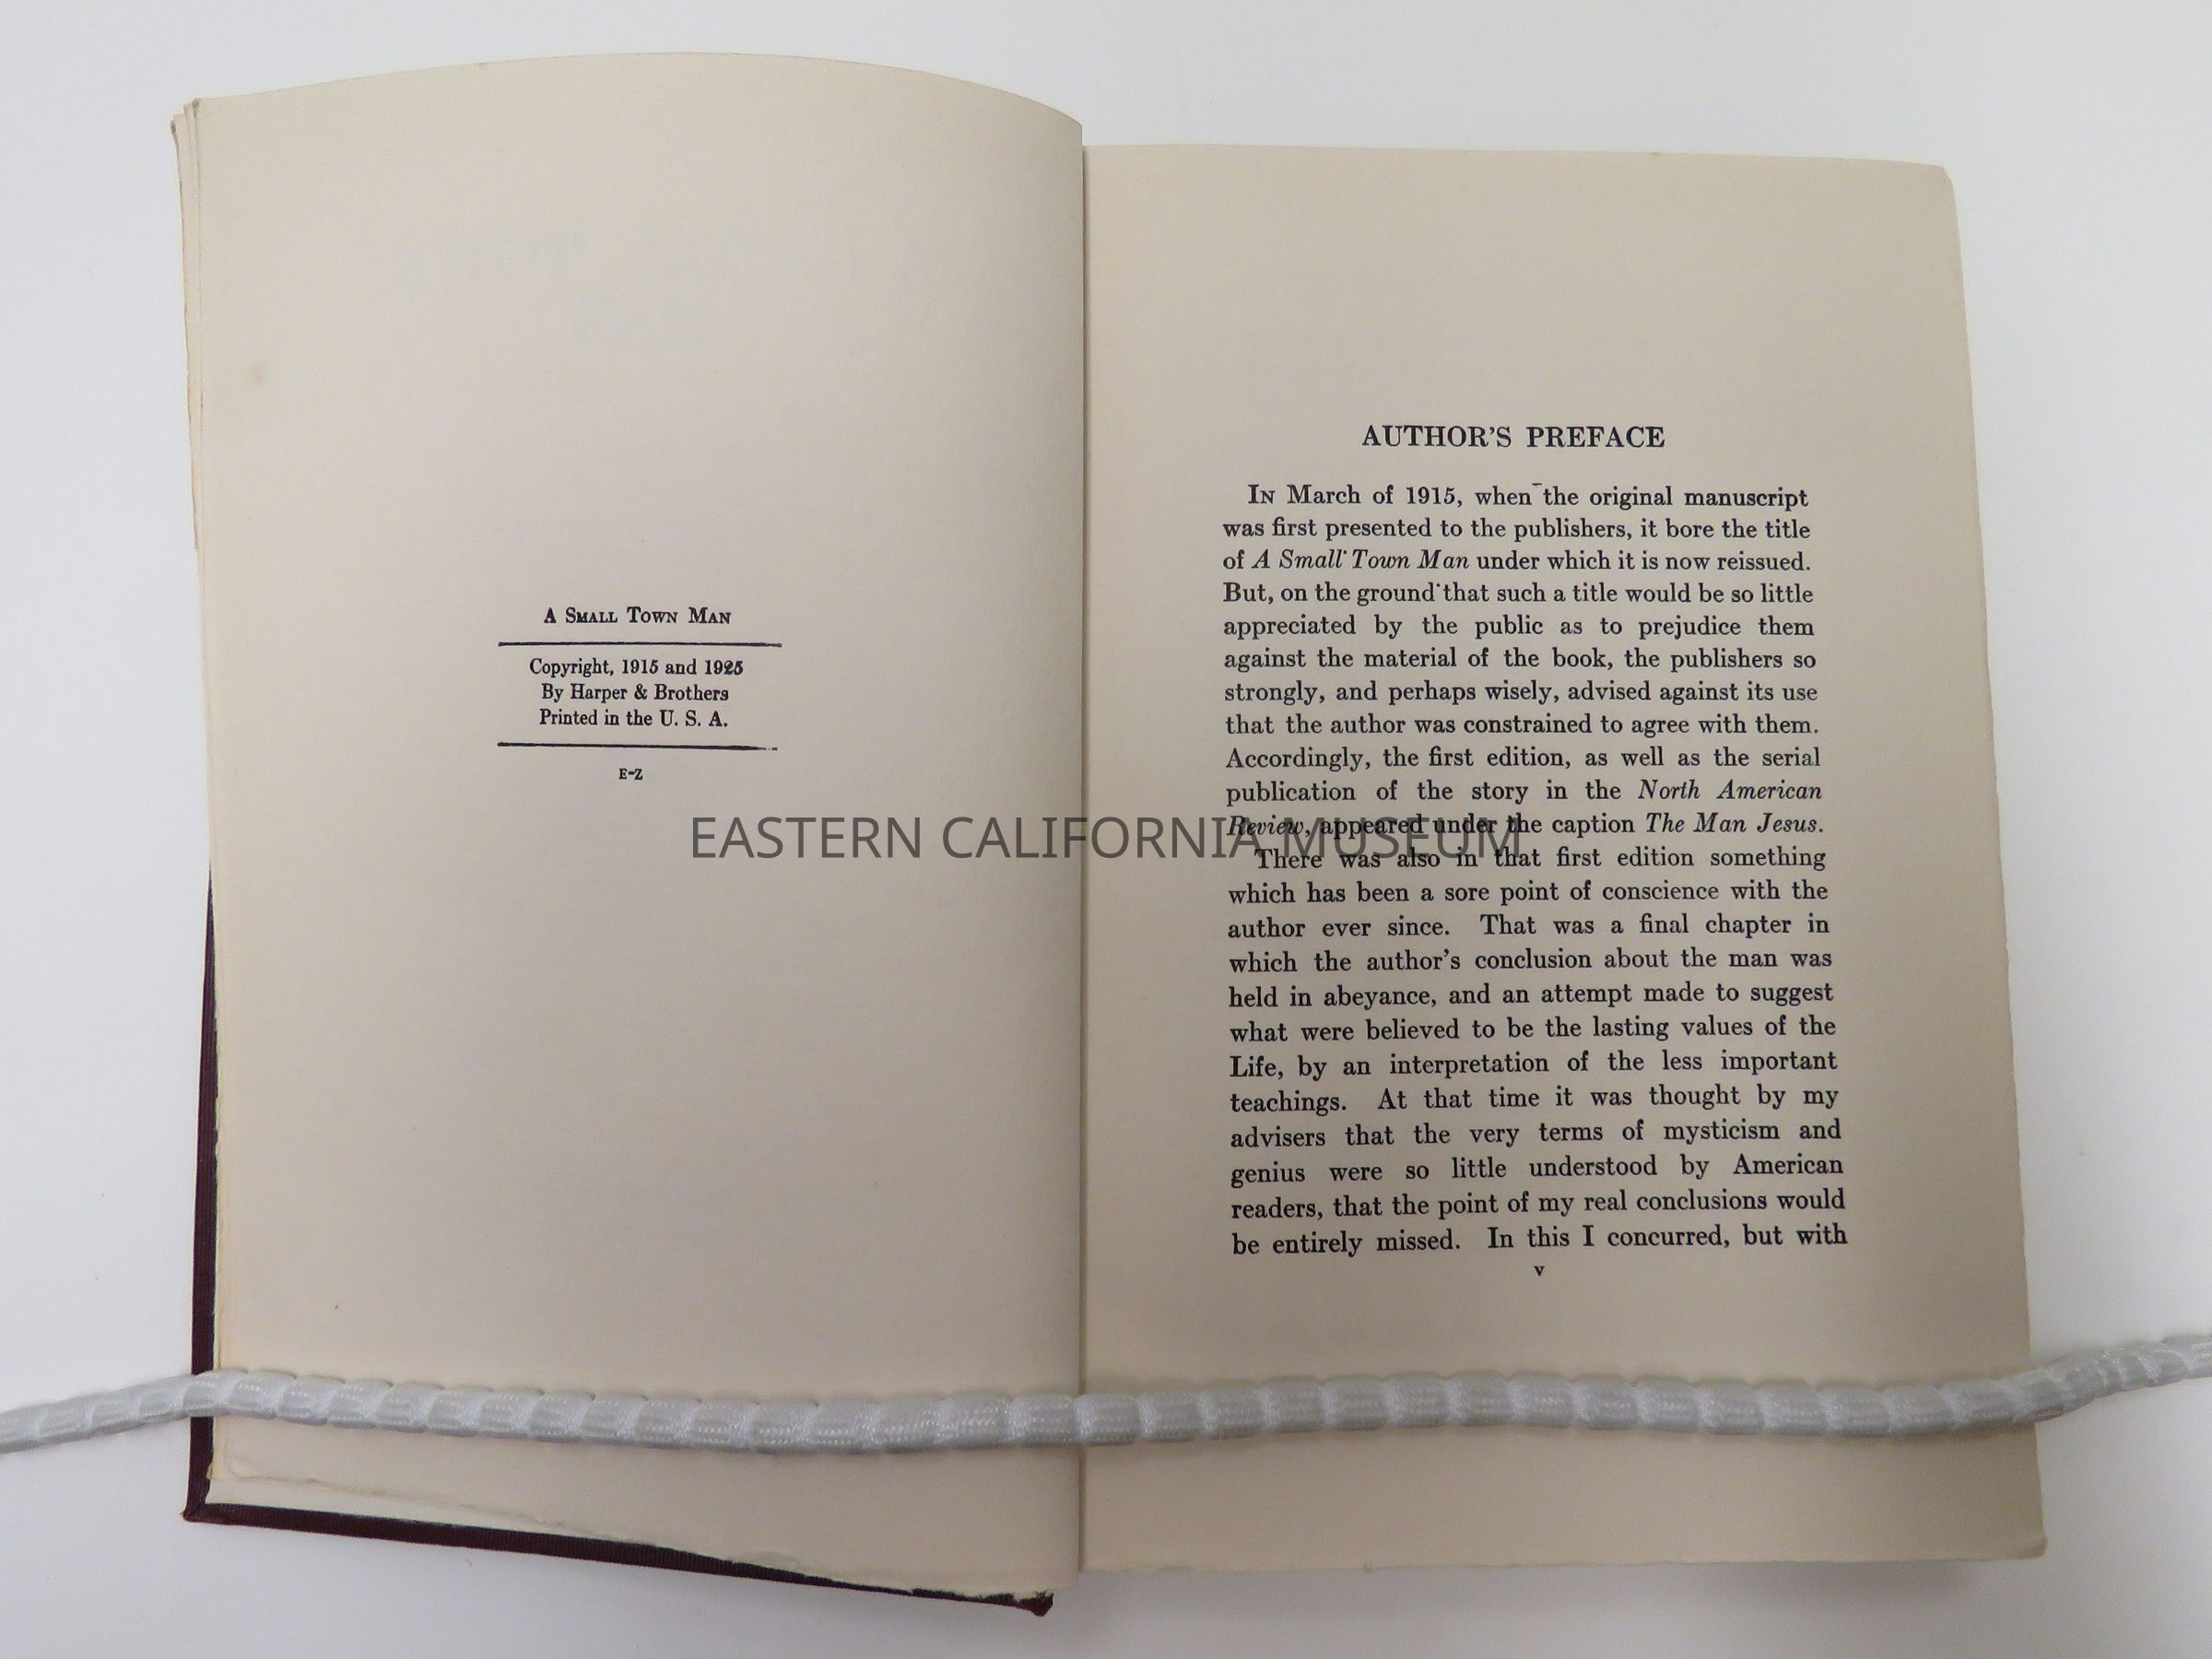 A Small Town Man
Copyright, 1915 and 1925
By Harper & Brothers
Printed in the U. S. A.
E-Z
AUTHOR'S PREFACE
In March of 1915, when the original manuscript
was first presented to the publishers, it bore the title
of A Small Town Man under which it is now reissued.
But, on the ground that such a title would be so little
appreciated by the public as to prejudice them
against the material of the book, the publishers so
strongly, and perhaps wisely, advised against its use
that the author was constrained to agree with them.
Accordingly, the first edition, as well as the serial
publication of the story in the North American
Review, appeared under the caption The Man Jesus.
There was also in that first edition something
which has been a sore point of conscience with the
author ever since. That was a final chapter in
which the author's conclusion about the man was
held in abeyance, and an attempt made to suggest
what were believed to be the lasting values of the
Life, by an interpretation of the less important
teachings. At that time it was thought by my
advisers that the very terms of mysticism and
genius were so little understood by American
readers, that the point of my real conclusions would
be entirely missed. In this I concurred, but with
v
EASTERN CALIFORNIA MUSEUM